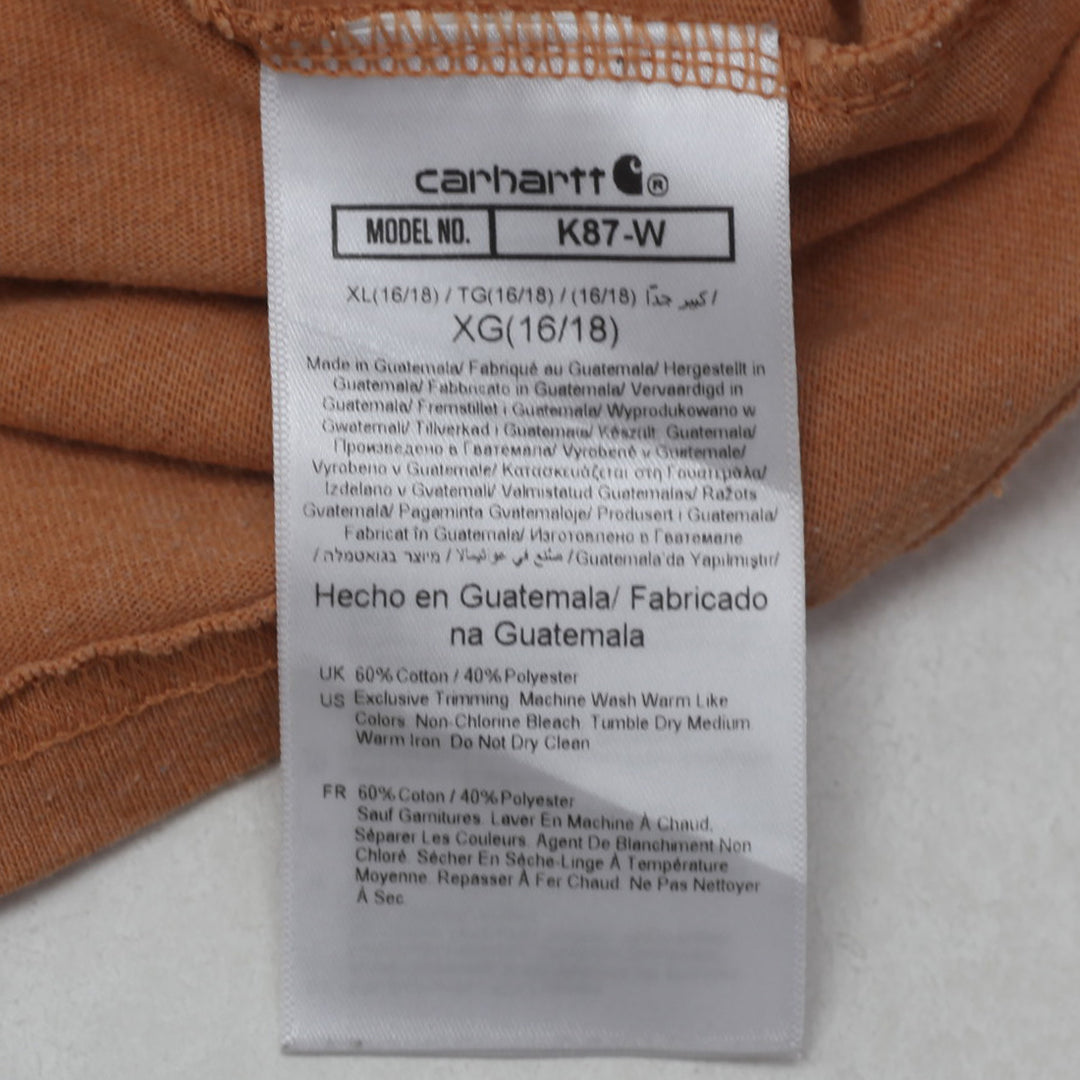 carhartt ®
MODEL NO. K87-W
XL(16/18) / TG(16/18) / (16/18) كبير جدًا /
XG(16/18)
Made in Guatemala/ Fabriqué au Guatemala/ Hergestellt in
Guatemala/ Fabbricato in Guatemala/ Vervaardigd in
Guatemala/ Fremstillet i Guatemala/ Wyprodukowano w
Gwatemali/ Tillverkad i Guatemala/ Készült: Guatemala/
Произведено в Гватемала/ Vyrobené v Guatemale/
Vyrobeno v Guatemale/ Κατασκευάζεται στη Γουατεμάλα/
Izdelano v Gvatemali/ Valmistatud Guatemalas/ Ražots
Gvatemalā/ Pagaminta Gvatemaloje/ Produsert i Guatemala/
Fabricat în Guatemala/ Изготовлено в Гватемале
/ מיוצר בגואטמלה / صنع في غواتيمالا /Guatemala'da Yapılmıştır/
Hecho en Guatemala/ Fabricado
na Guatemala
UK 60% Cotton / 40% Polyester
US Exclusive Trimming. Machine Wash Warm Like
Colors. Non-Chlorine Bleach. Tumble Dry Medium.
Warm Iron. Do Not Dry Clean.
FR 60% Coton / 40% Polyester
Sauf Garnitures. Laver En Machine À Chaud.
Séparer Les Couleurs. Agent De Blanchiment Non
Chloré. Sécher En Sèche-Linge À Température
Moyenne. Repasser À Fer Chaud. Ne Pas Nettoyer
À Sec.